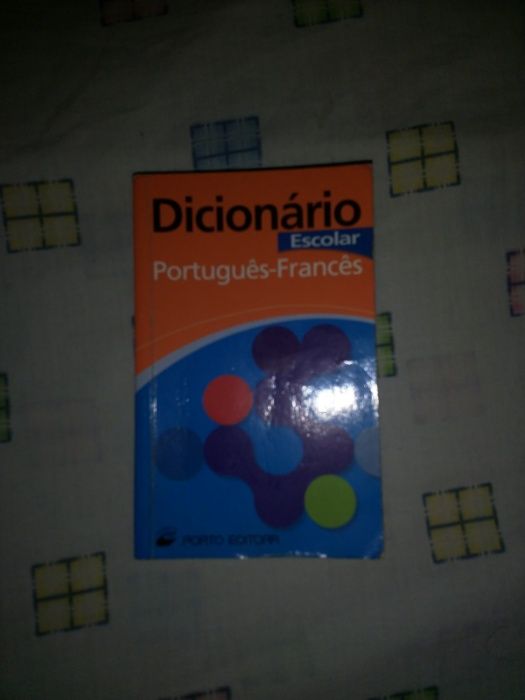 Dicionário
Escolar
Português-Francês
PORTO EDITORA